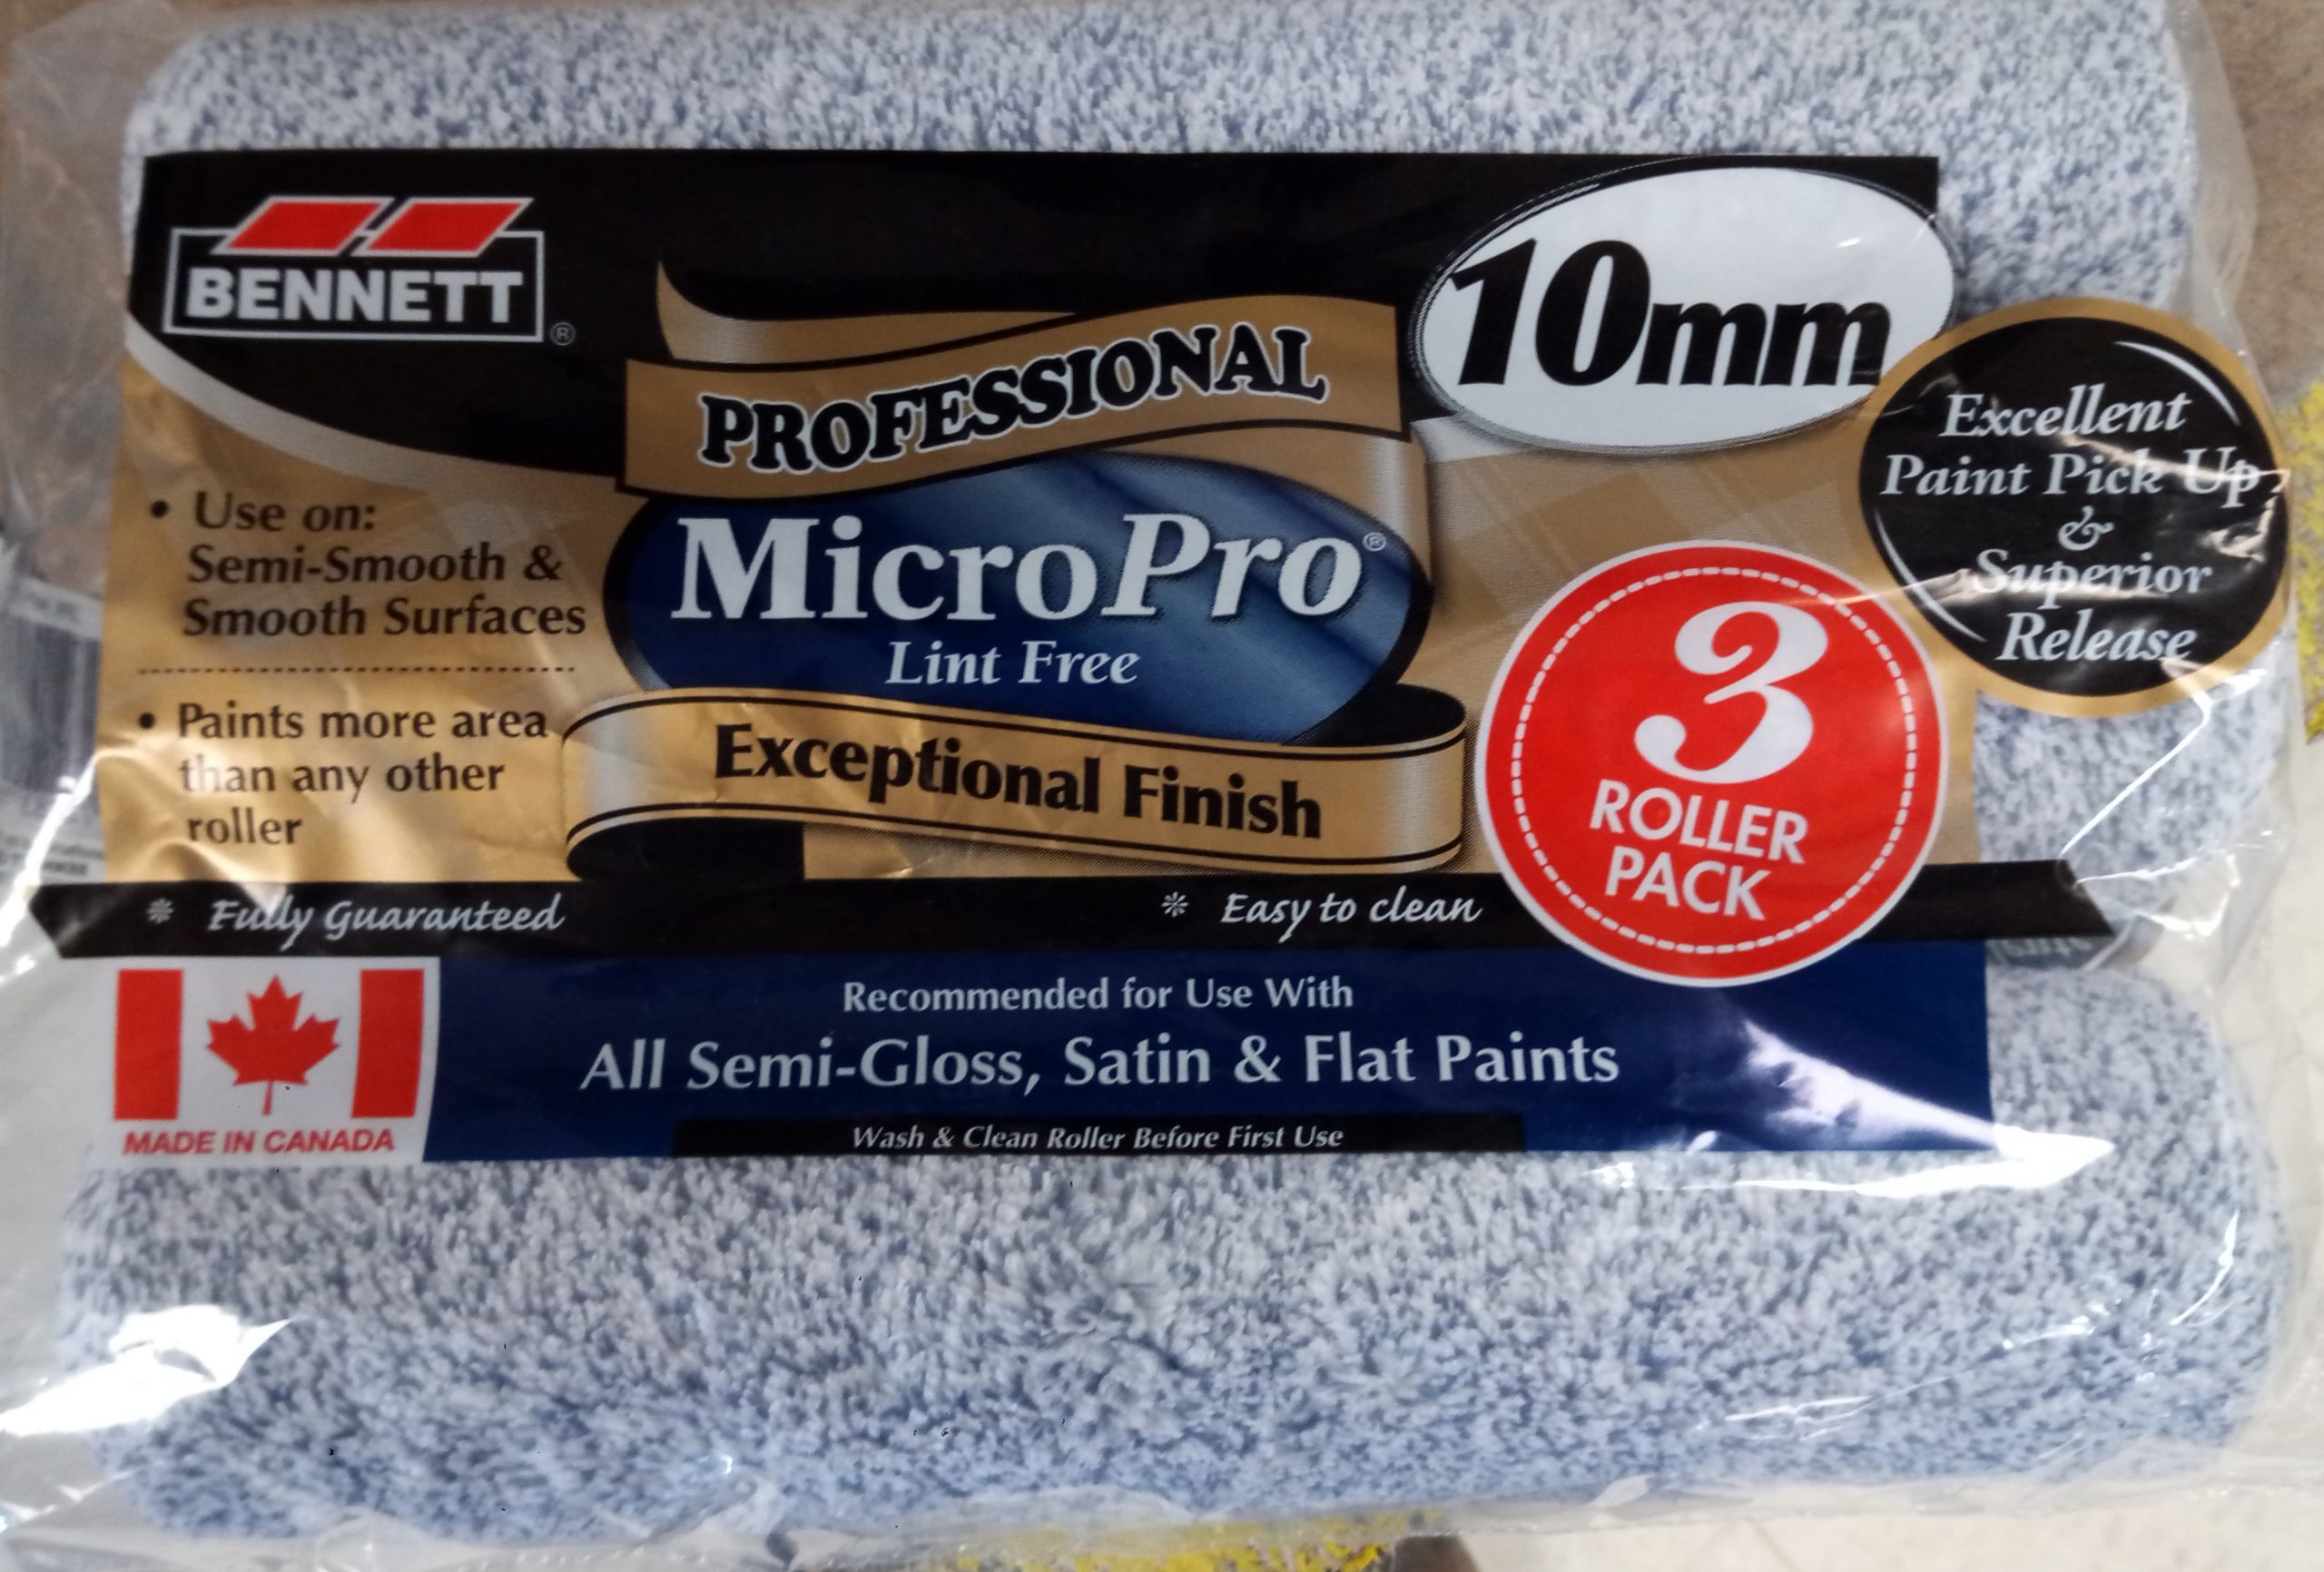 BENNETT ®
PROFESSIONAL
10mm
Excellent
Paint Pick Up
&
Superior
Release
• Use on:
Semi-Smooth &
Smooth Surfaces
• Paints more area
than any other
roller
MicroPro®
Lint Free
Exceptional Finish
3
ROLLER
PACK
* Fully Guaranteed
* Easy to clean
MADE IN CANADA
Recommended for Use With
All Semi-Gloss, Satin & Flat Paints
Wash & Clean Roller Before First Use